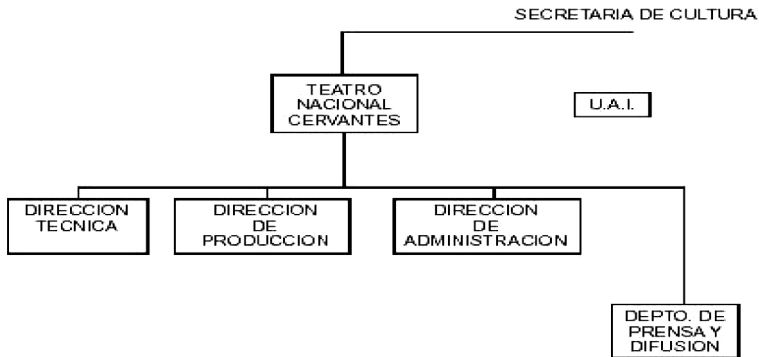 SECRETARIA DE CULTURA
TEATRO
NACIONAL
CERVANTES
U.A.I.
DIRECCION
TECNICA
DIRECCION
DE
PRODUCCION
DIRECCION
DE
ADMINISTRACION
DEPTO. DE
PRENSA Y
DIFUSION